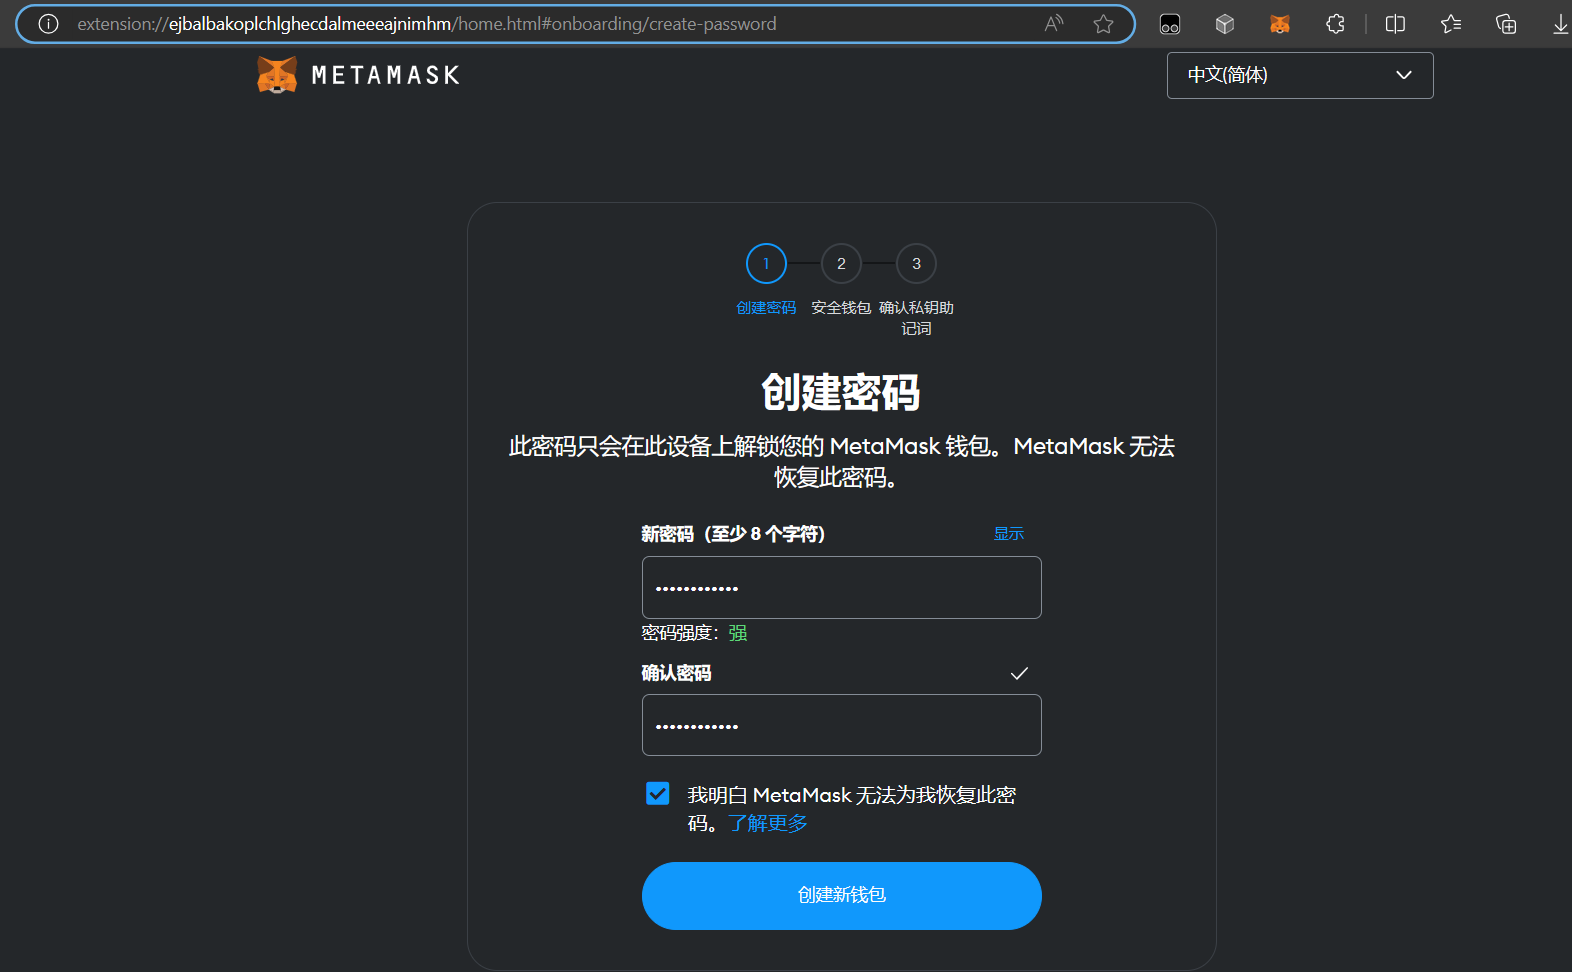 extension://ejbalbakoplchlghecdalmeeeajnimhm/home.html#onboarding/create-password
METAMASK
中文(简体)
1
2
3
创建密码
安全钱包
确认私钥助
记词
创建密码
此密码只会在此设备上解锁您的 MetaMask 钱包。MetaMask 无法
恢复此密码。
新密码（至少 8 个字符）
显示
密码强度：强
确认密码
我明白 MetaMask 无法为我恢复此密
码。了解更多
创建新钱包